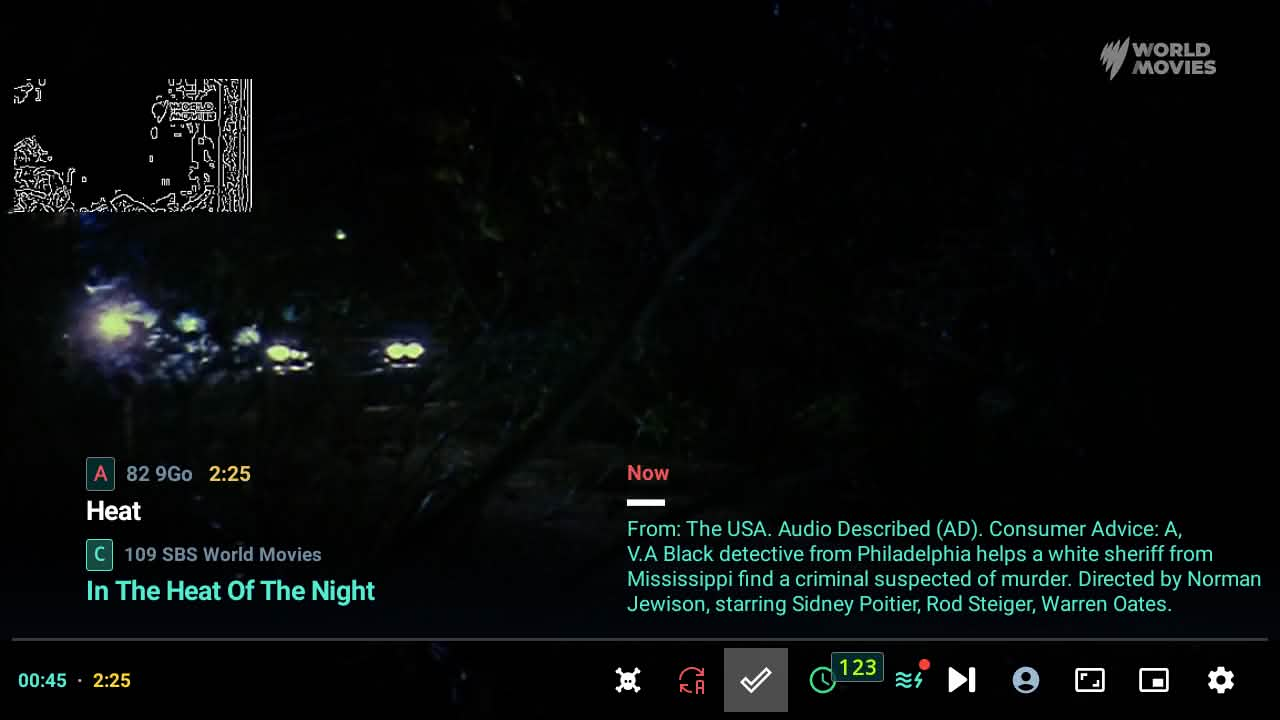 WORLD
MOVIES
WORLD
MOVIES
A 82 9Go 2:25
Heat
C 109 SBS World Movies
In The Heat Of The Night
Now
From: The USA. Audio Described (AD). Consumer Advice: A,
V.A Black detective from Philadelphia helps a white sheriff from
Mississippi find a criminal suspected of murder. Directed by Norman
Jewison, starring Sidney Poitier, Rod Steiger, Warren Oates.
00:45 · 2:25
A
123